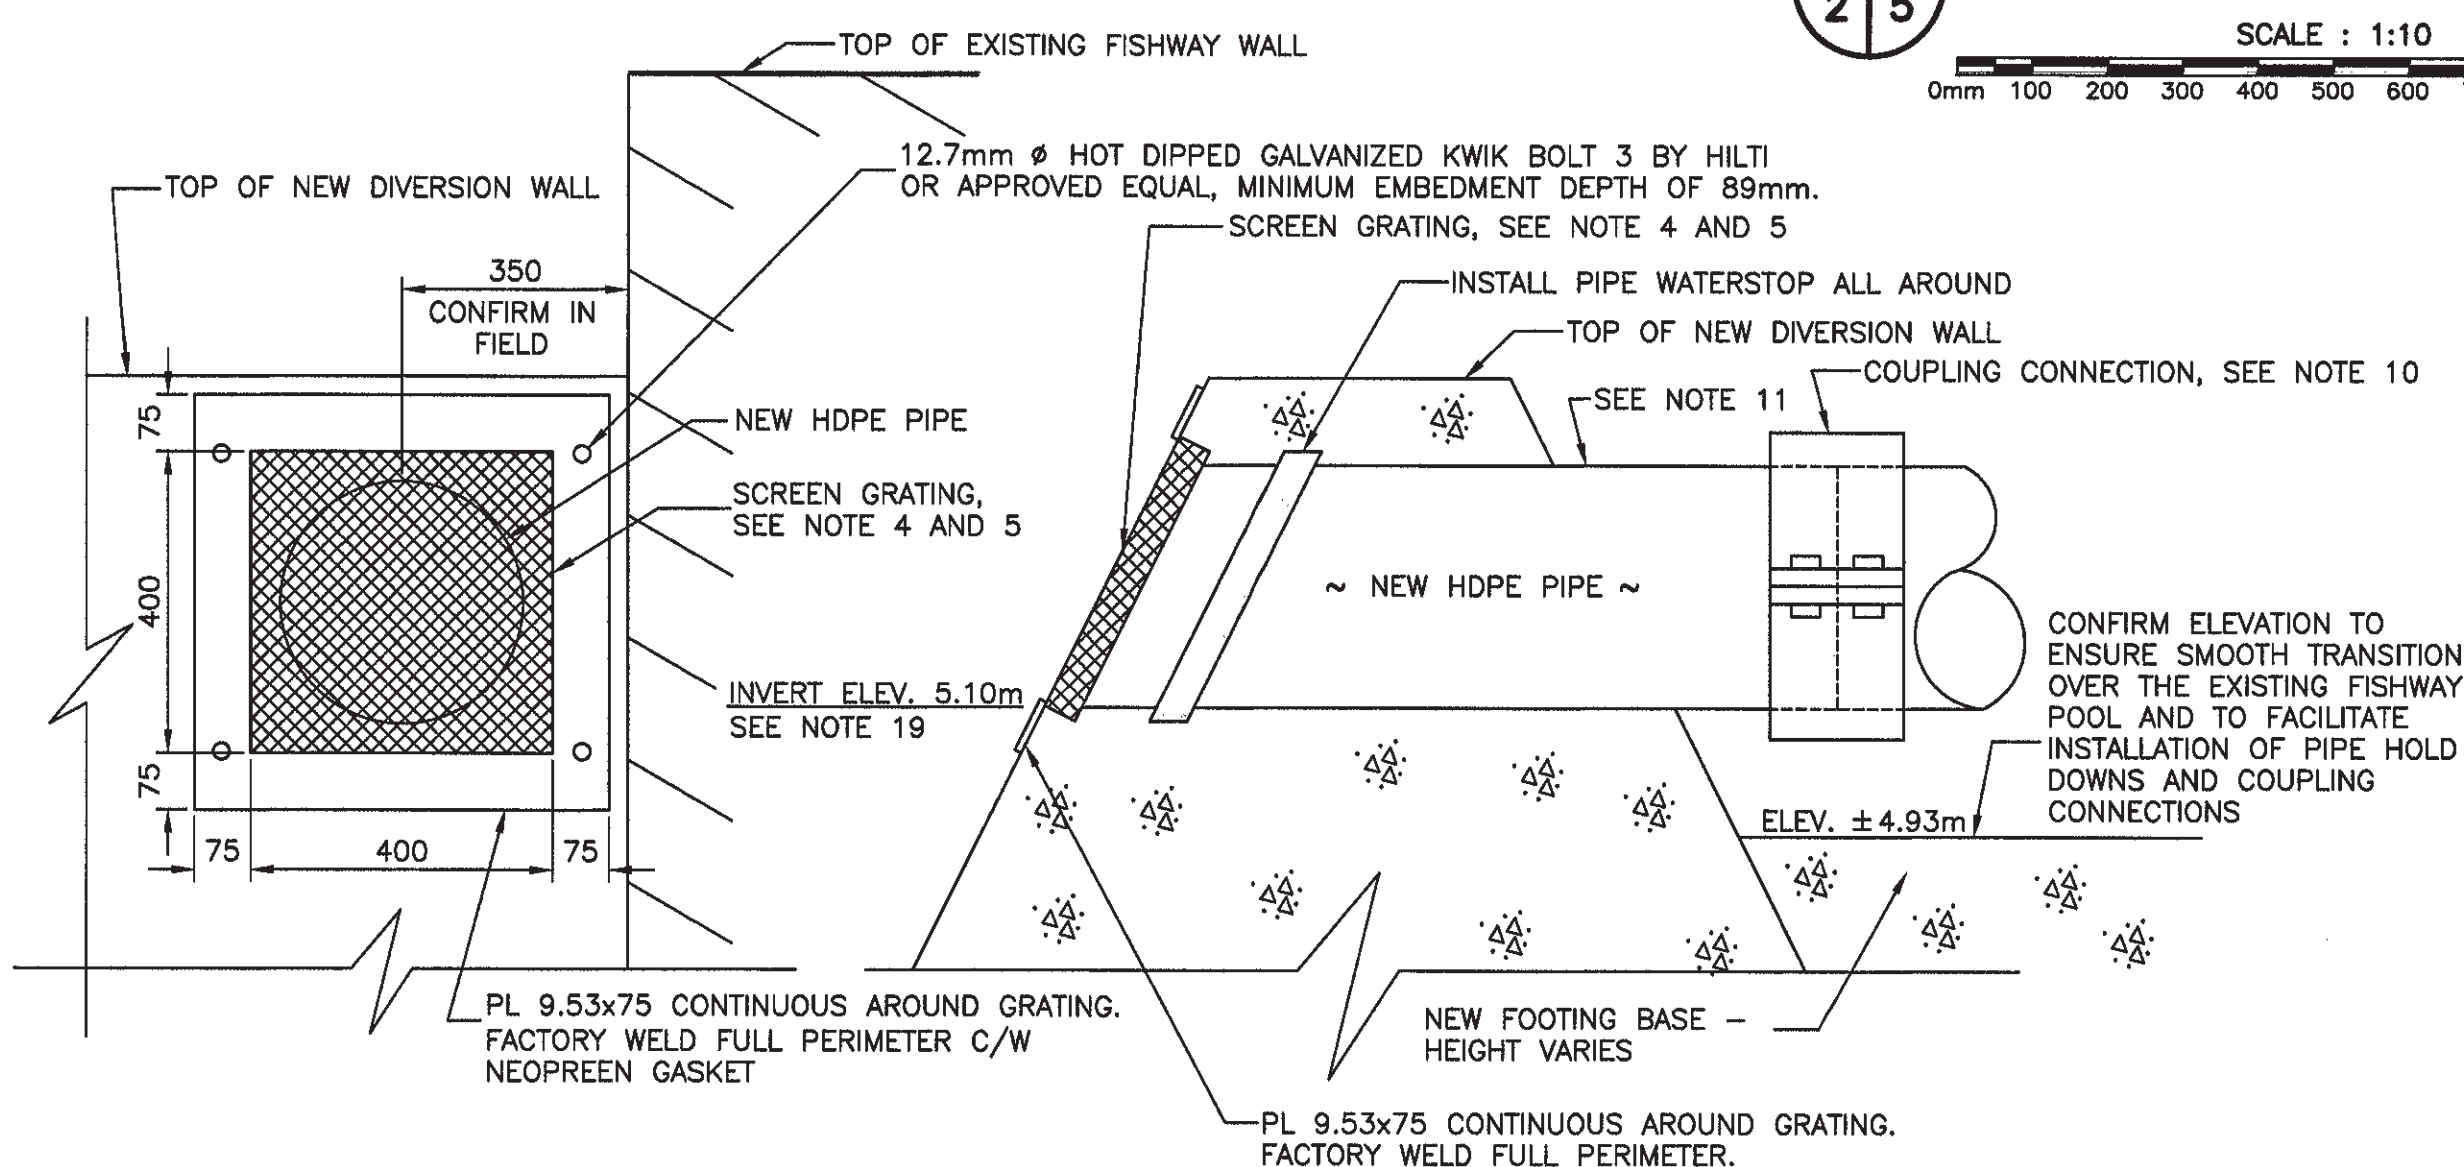 2 5
SCALE : 1:10
0mm 100 200 300 400 500 600
TOP OF EXISTING FISHWAY WALL
12.7mm ø HOT DIPPED GALVANIZED KWIK BOLT 3 BY HILTI
OR APPROVED EQUAL, MINIMUM EMBEDMENT DEPTH OF 89mm.
TOP OF NEW DIVERSION WALL
SCREEN GRATING, SEE NOTE 4 AND 5
350
CONFIRM IN
FIELD
INSTALL PIPE WATERSTOP ALL AROUND
TOP OF NEW DIVERSION WALL
COUPLING CONNECTION, SEE NOTE 10
SEE NOTE 11
75
NEW HDPE PIPE
SCREEN GRATING,
SEE NOTE 4 AND 5
400
~ NEW HDPE PIPE ~
CONFIRM ELEVATION TO
ENSURE SMOOTH TRANSITION
OVER THE EXISTING FISHWAY
POOL AND TO FACILITATE
INSTALLATION OF PIPE HOLD
DOWNS AND COUPLING
CONNECTIONS
INVERT ELEV. 5.10m
SEE NOTE 19
75
ELEV. ±4.93m
75 400 75
PL 9.53x75 CONTINUOUS AROUND GRATING.
FACTORY WELD FULL PERIMETER C/W
NEOPREEN GASKET
NEW FOOTING BASE –
HEIGHT VARIES
PL 9.53x75 CONTINUOUS AROUND GRATING.
FACTORY WELD FULL PERIMETER.